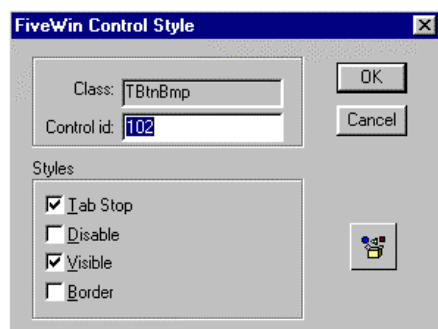 FiveWin Control Style
Class: TBtnBmp
Control id: 102
OK
Cancel
Styles
Tab Stop
Disable
Visible
Border